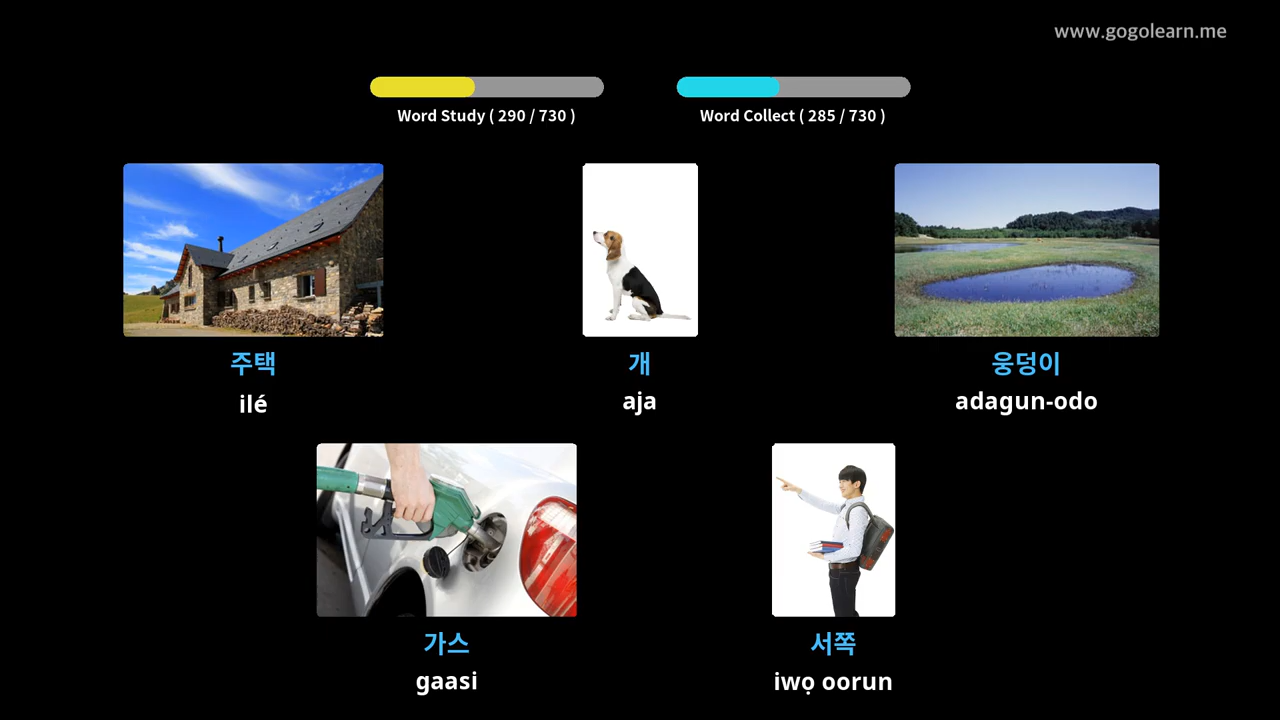 www.gogolearn.me
Word Study ( 290 / 730 )
Word Collect ( 285 / 730 )
주택
ilé
개
aja
웅덩이
adagun-odo
가스
gaasi
서쪽
iwọ oorun